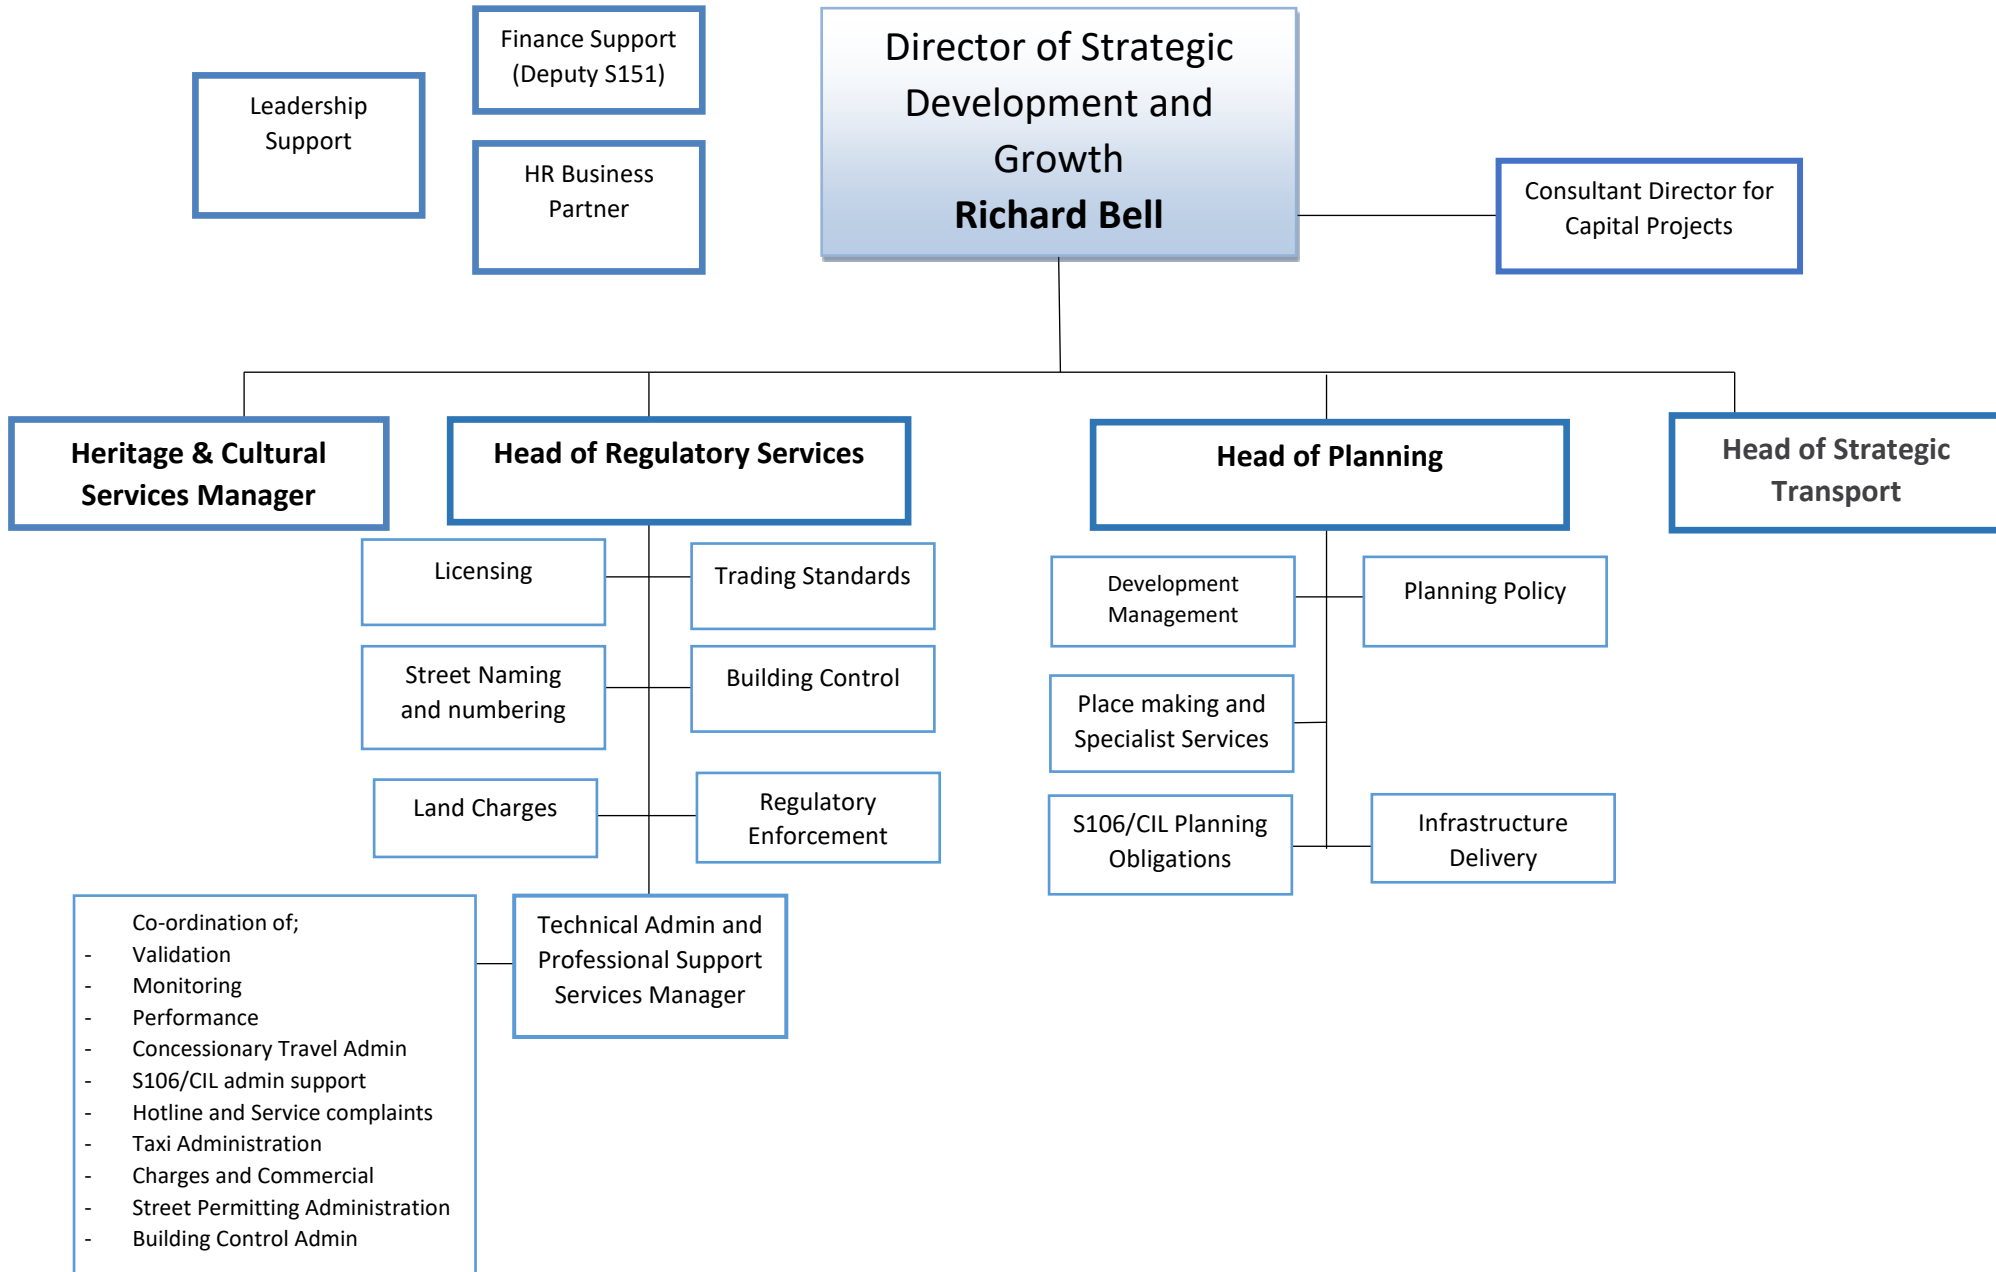 Leadership
Support
Finance Support
(Deputy S151)
HR Business
Partner
Director of Strategic
Development and
Growth
Richard Bell
Consultant Director for
Capital Projects
Heritage & Cultural
Services Manager
Head of Regulatory Services
Head of Planning
Head of Strategic
Transport
Licensing
Trading Standards
Street Naming
and numbering
Building Control
Land Charges
Regulatory
Enforcement
Technical Admin and
Professional Support
Services Manager
Co-ordination of;
- Validation
- Monitoring
- Performance
- Concessionary Travel Admin
- S106/CIL admin support
- Hotline and Service complaints
- Taxi Administration
- Charges and Commercial
- Street Permitting Administration
- Building Control Admin
Development
Management
Planning Policy
Place making and
Specialist Services
S106/CIL Planning
Obligations
Infrastructure
Delivery